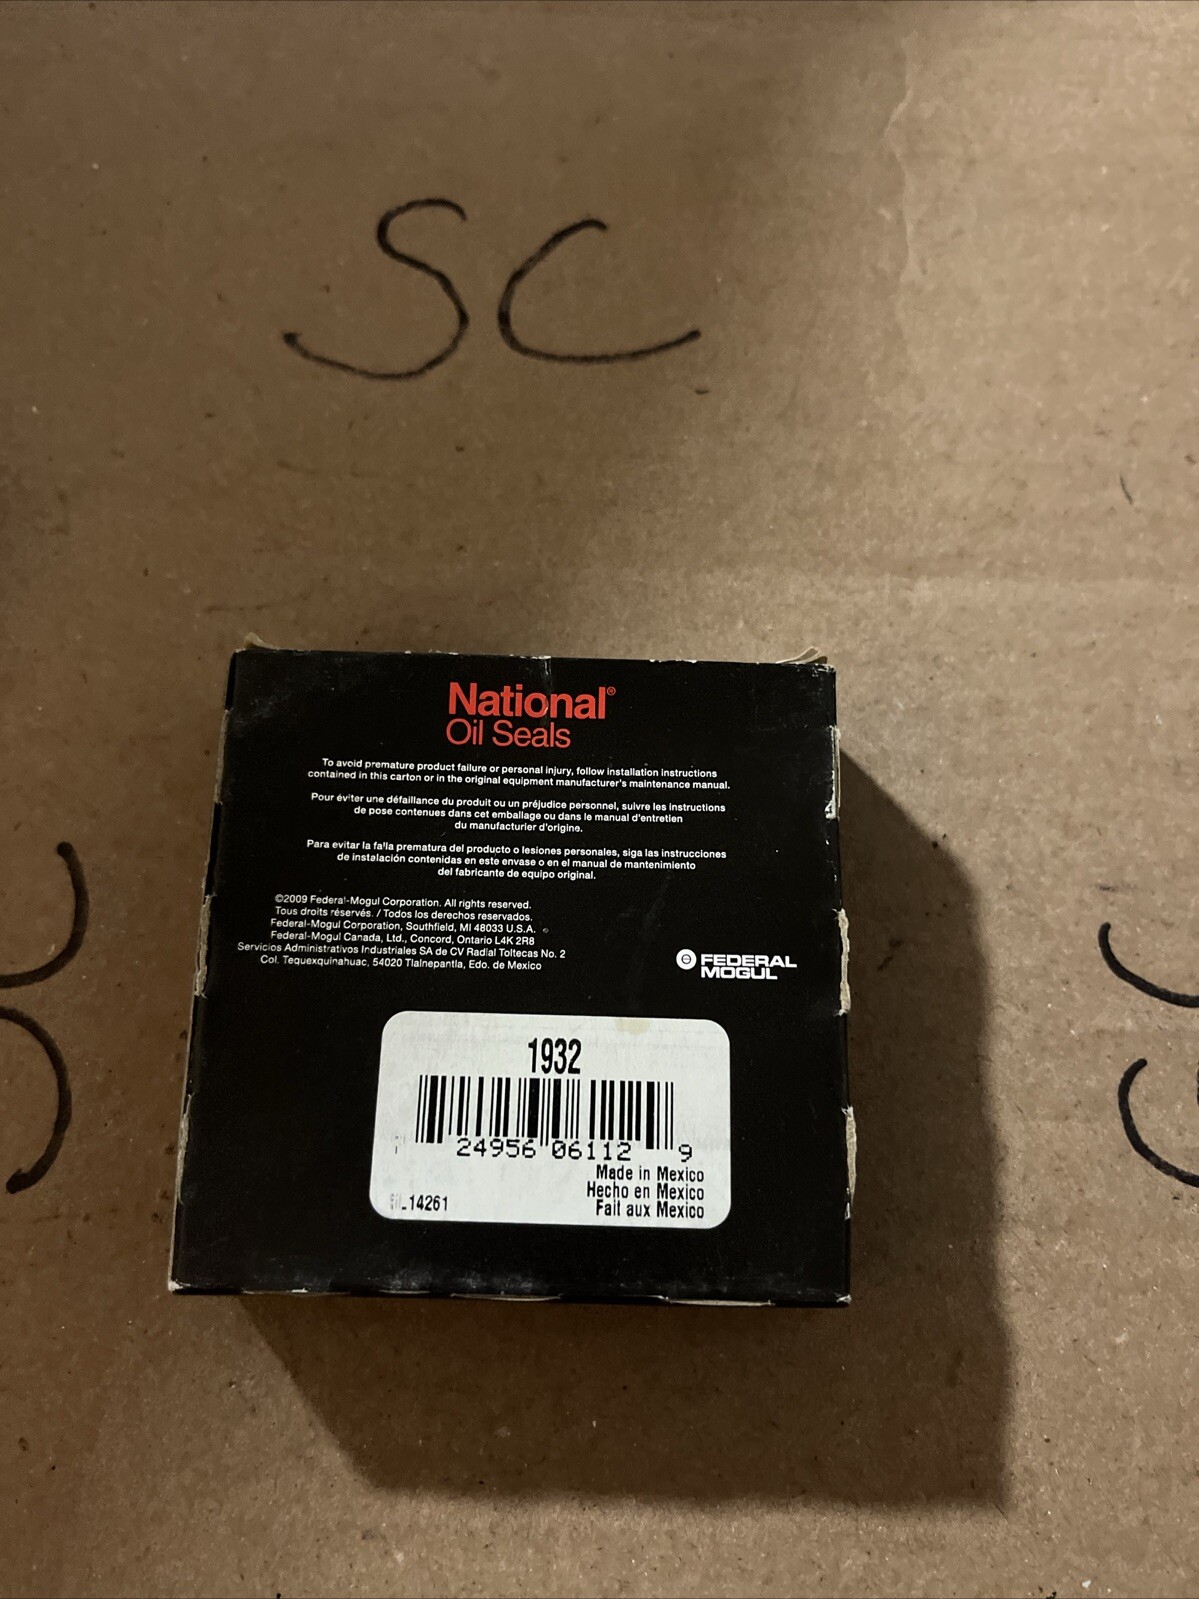 SC
National®
Oil Seals
To avoid premature product failure or personal injury, follow installation instructions
contained in this carton or in the original equipment manufacturer's maintenance manual.
Pour éviter une défaillance du produit ou un préjudice personnel, suivre les instructions
de pose contenues dans cet emballage ou dans le manual d'entretien
du manufacturier d'origine.
Para evitar la falla prematura del producto o lesiones personales, siga las instrucciones
de instalación contenidas en este envase o en el manual de mantenimiento
del fabricante de equipo original.
©2009 Federal-Mogul Corporation. All rights reserved.
Tous droits réservés. / Todos los derechos reservados.
Federal-Mogul Corporation, Southfield, MI 48033 U.S.A.
Federal-Mogul Canada, Ltd., Concord, Ontario L4K 2R8
Servicios Administrativos Industriales SA de CV Radial Toltecas No. 2
Col. Tequexquinahuac, 54020 Tlalnepantla, Edo. de Mexico
FEDERAL
MOGUL
1932
24956 06112 9
Made in Mexico
Hecho en Mexico
14261
Fait aux Mexico